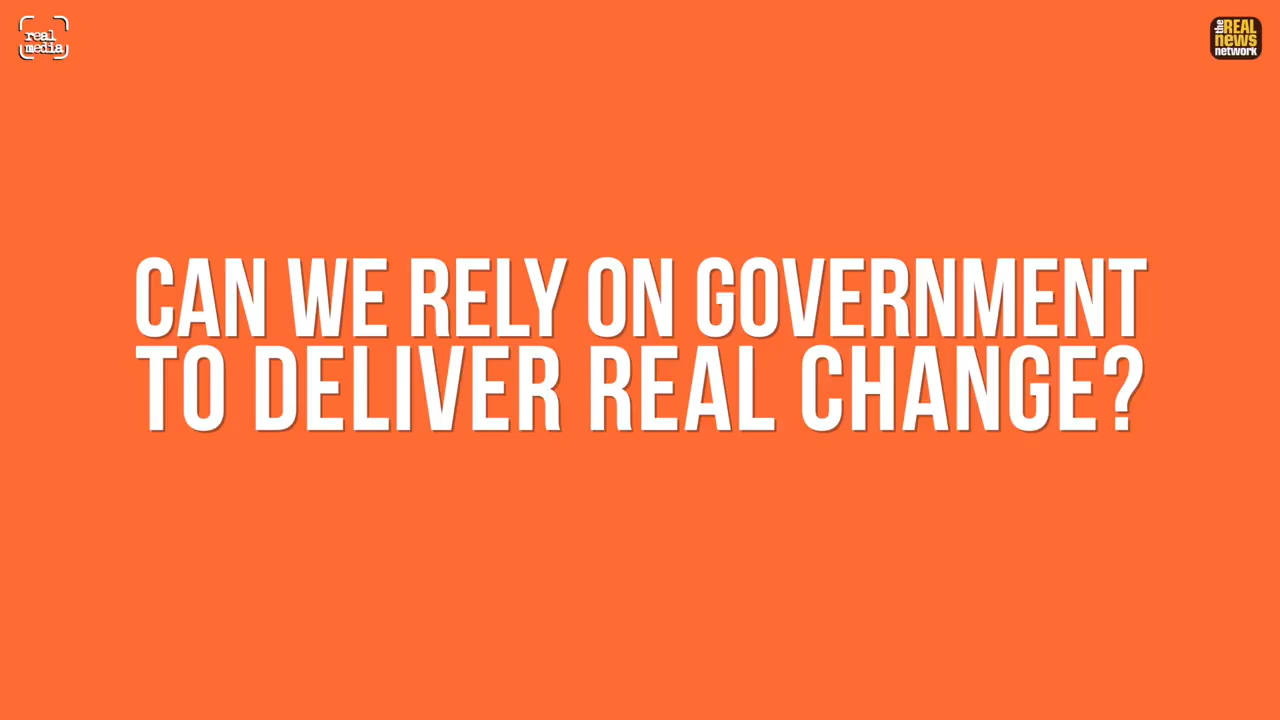 real
media
the REAL
news
network
CAN WE RELY ON GOVERNMENT
TO DELIVER REAL CHANGE?